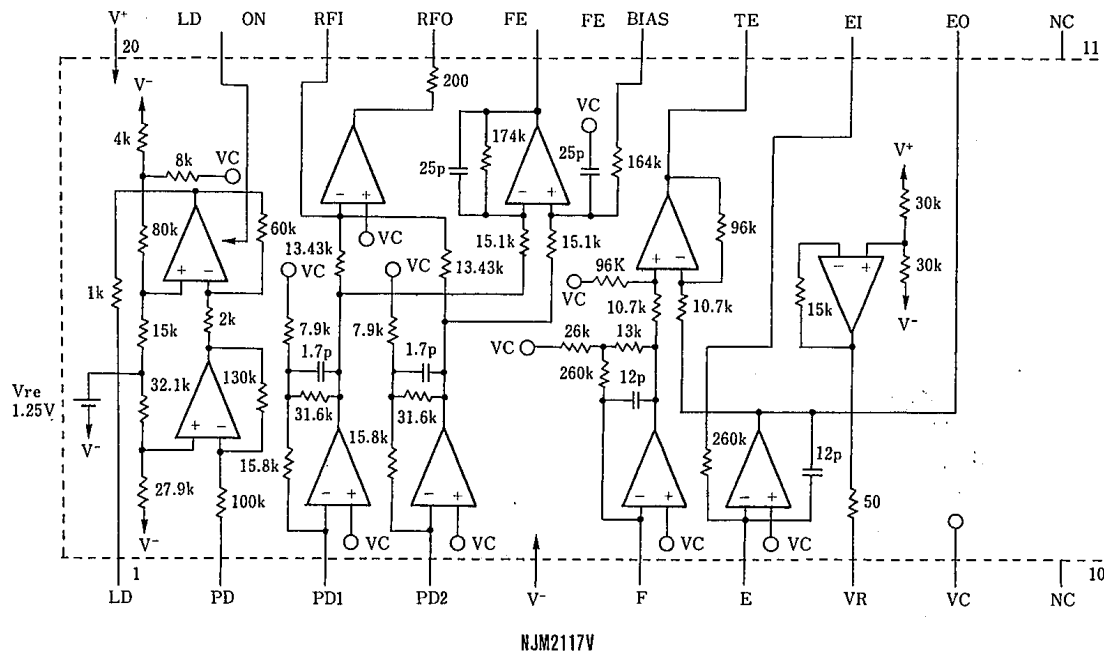 V+ LD ON RFI RFO FE FE BIAS TE EI EO NC
20 11
V− 200
4k 174k VC V+
8k VC 25p 25p 164k
30k
80k 60k − + − + − + 96k 30k
+ − VC 15.1k 15.1k − +
13.43k 13.43k 96K
1k VC VC VC 10.7k 10.7k 15k V−
15k 2k 7.9k 7.9k 26k 13k
1.7p 1.7p VC
Vre 32.1k 130k 260k 12p
1.25V 31.6k 31.6k
V− + − 15.8k 15.8k 260k 12p
27.9k 100k − + − + − + − + 50
V− VC VC VC VC
1 10
LD PD PD1 PD2 V− F E VR VC NC
NJM2117V